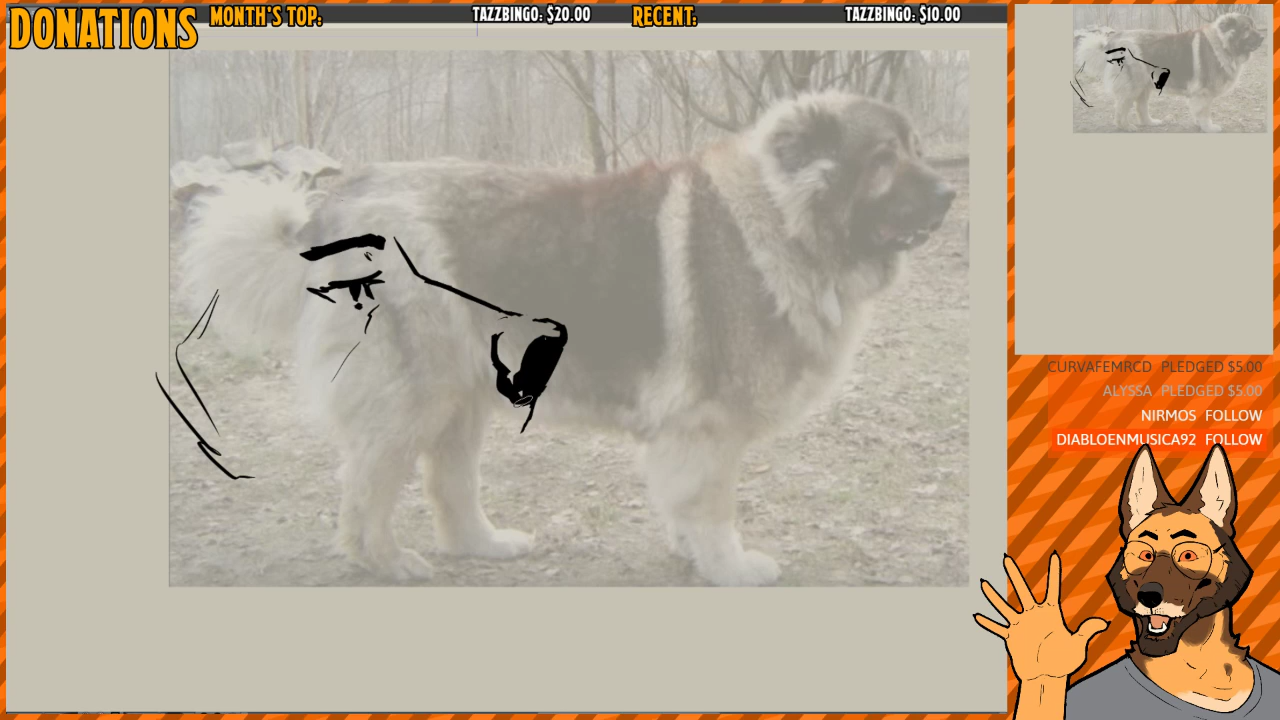 DONATIONS
MONTH'S TOP: TAZZBINGO: $20.00 RECENT: TAZZBINGO: $10.00
CURVAFEMRCD PLEDGED $5.00
ALYSSA PLEDGED $5.00
NIRMOS FOLLOW
DIABLOENMUSICA92 FOLLOW